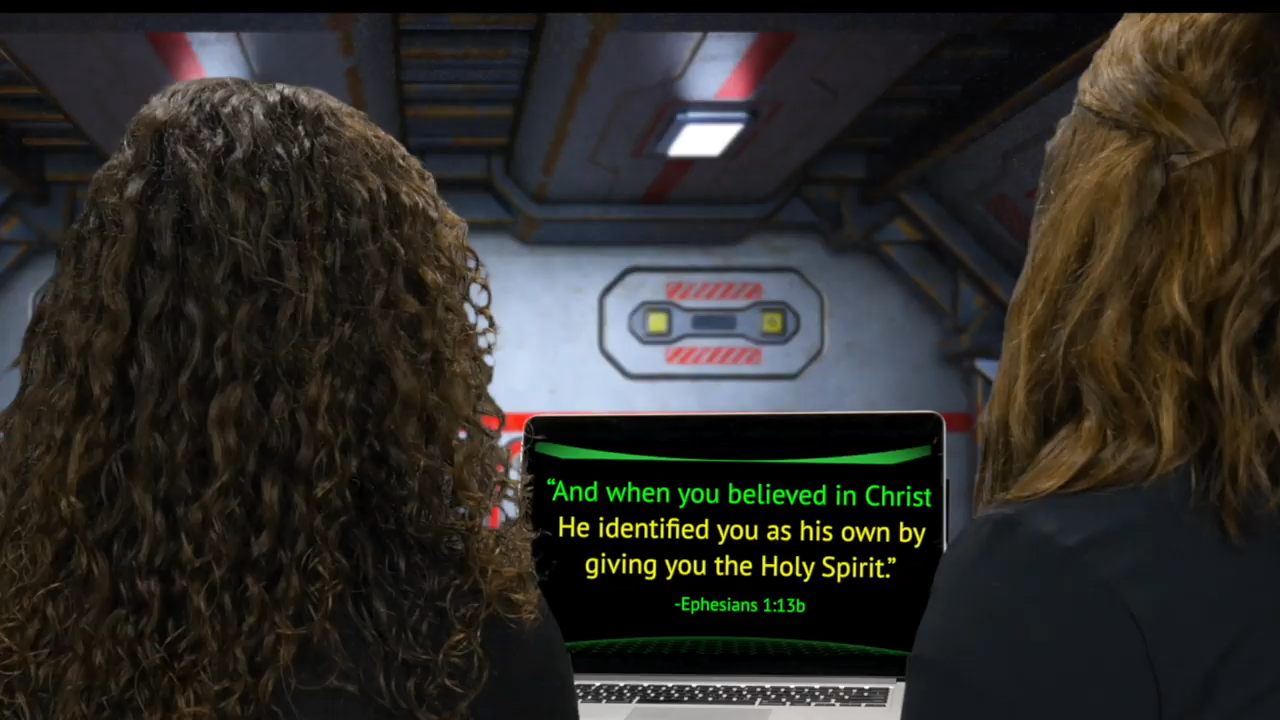 “And when you believed in Christ
He identified you as his own by
giving you the Holy Spirit.”
-Ephesians 1:13b